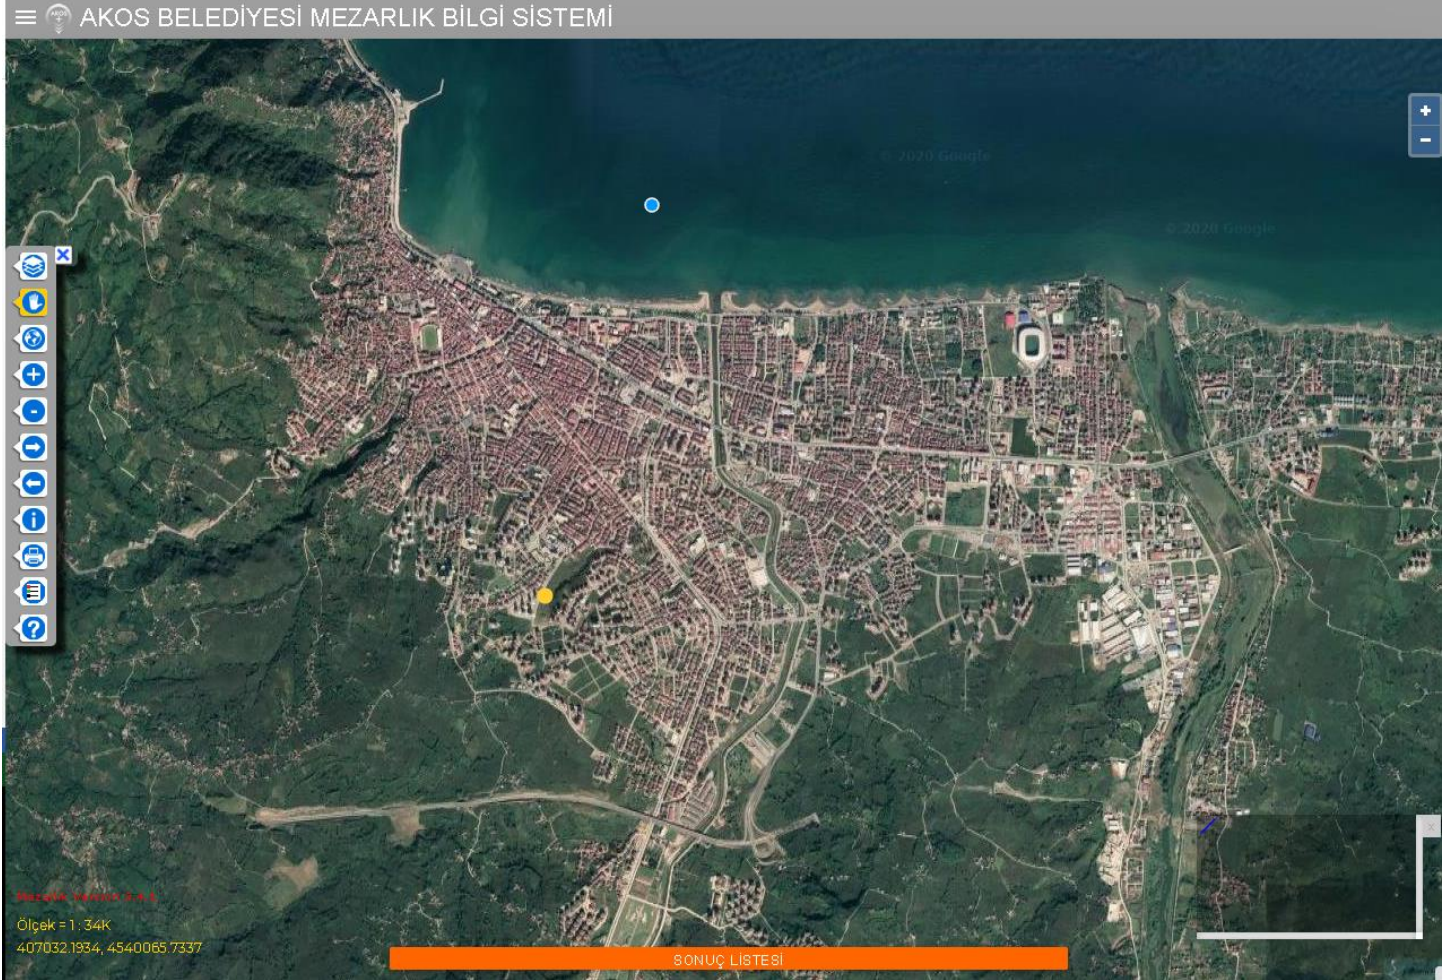 AKOS BELEDİYESİ MEZARLIK BİLGİ SİSTEMİ
© 2020 Google
© 2020 Google
Ölçek = 1 : 34K
407032.1934, 4540065.7337
SONUÇ LİSTESİ